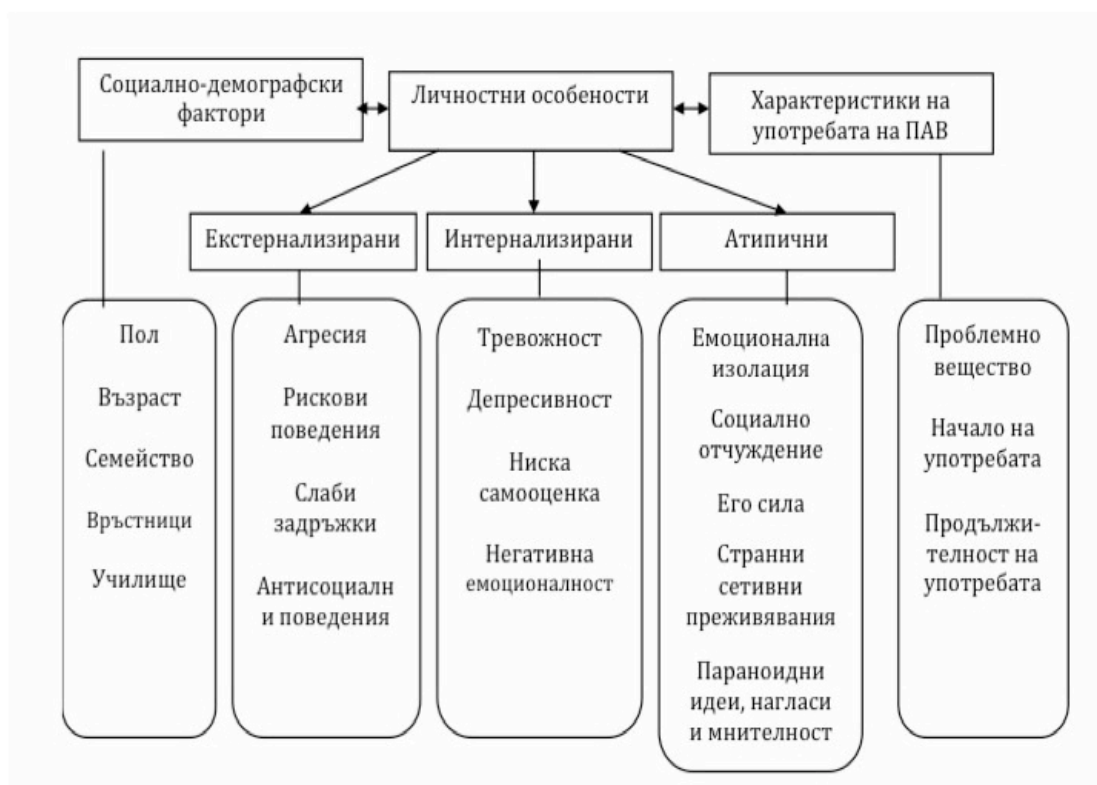 Социално-демографски
фактори
Личностни особености
Характеристики на
употребата на ПАВ
Екстернализирани
Интернализирани
Атипични
Пол
Възраст
Семейство
Връстници
Училище
Агресия
Рискови
поведения
Слаби
задръжки
Антисоциалн
и поведения
Тревожност
Депресивност
Ниска
самооценка
Негативна
емоционалност
Емоционална
изолация
Социално
отчуждение
Его сила
Странни
сетивни
преживявания
Параноидни
идеи, нагласи
и мнителност
Проблемно
вещество
Начало на
употребата
Продължи-
телност на
употребата